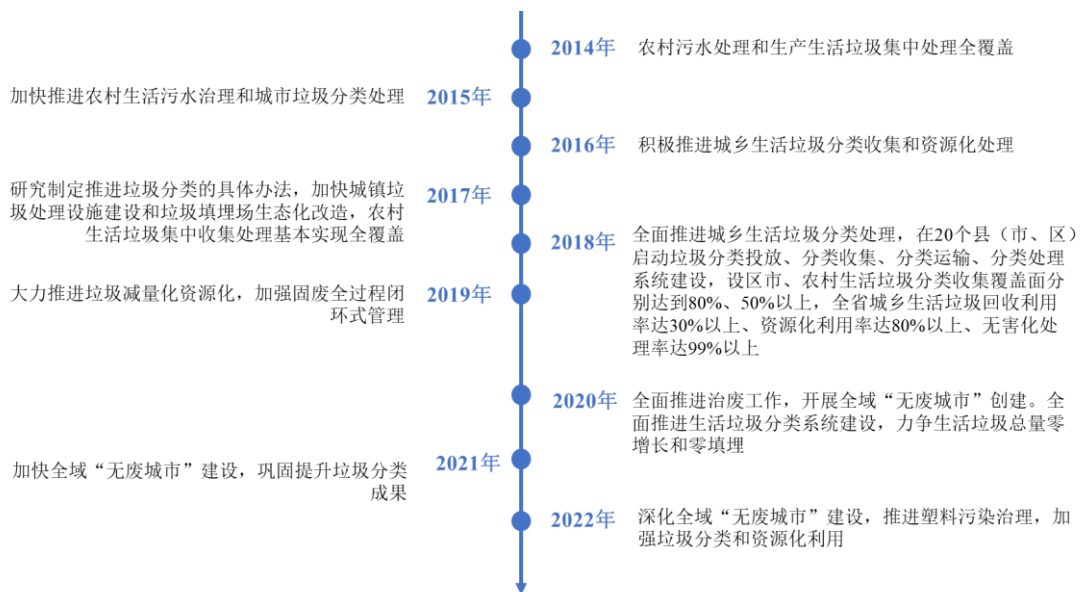 2014年 农村污水处理和生产生活垃圾集中处理全覆盖
加快推进农村生活污水治理和城市垃圾分类处理 2015年
2016年 积极推进城乡生活垃圾分类收集和资源化处理
研究制定推进垃圾分类的具体办法，加快城镇垃
圾处理设施建设和垃圾填埋场生态化改造，农村
生活垃圾集中收集处理基本实现全覆盖
2017年
2018年
全面推进城乡生活垃圾分类处理，在20个县（市、区）
启动垃圾分类投放、分类收集、分类运输、分类处理
系统建设，设区市、农村生活垃圾分类收集覆盖面分
别达到80%、50%以上，全省城乡生活垃圾回收利用
率达30%以上、资源化利用率达80%以上、无害化处
理率达99%以上
大力推进垃圾减量化资源化，加强固废全过程闭
环式管理
2019年
2020年
全面推进治废工作，开展全域“无废城市”创建。全
面推进生活垃圾分类系统建设，力争生活垃圾总量零
增长和零填埋
加快全域“无废城市”建设，巩固提升垃圾分类
成果
2021年
2022年
深化全域“无废城市”建设，推进塑料污染治理，加
强垃圾分类和资源化利用